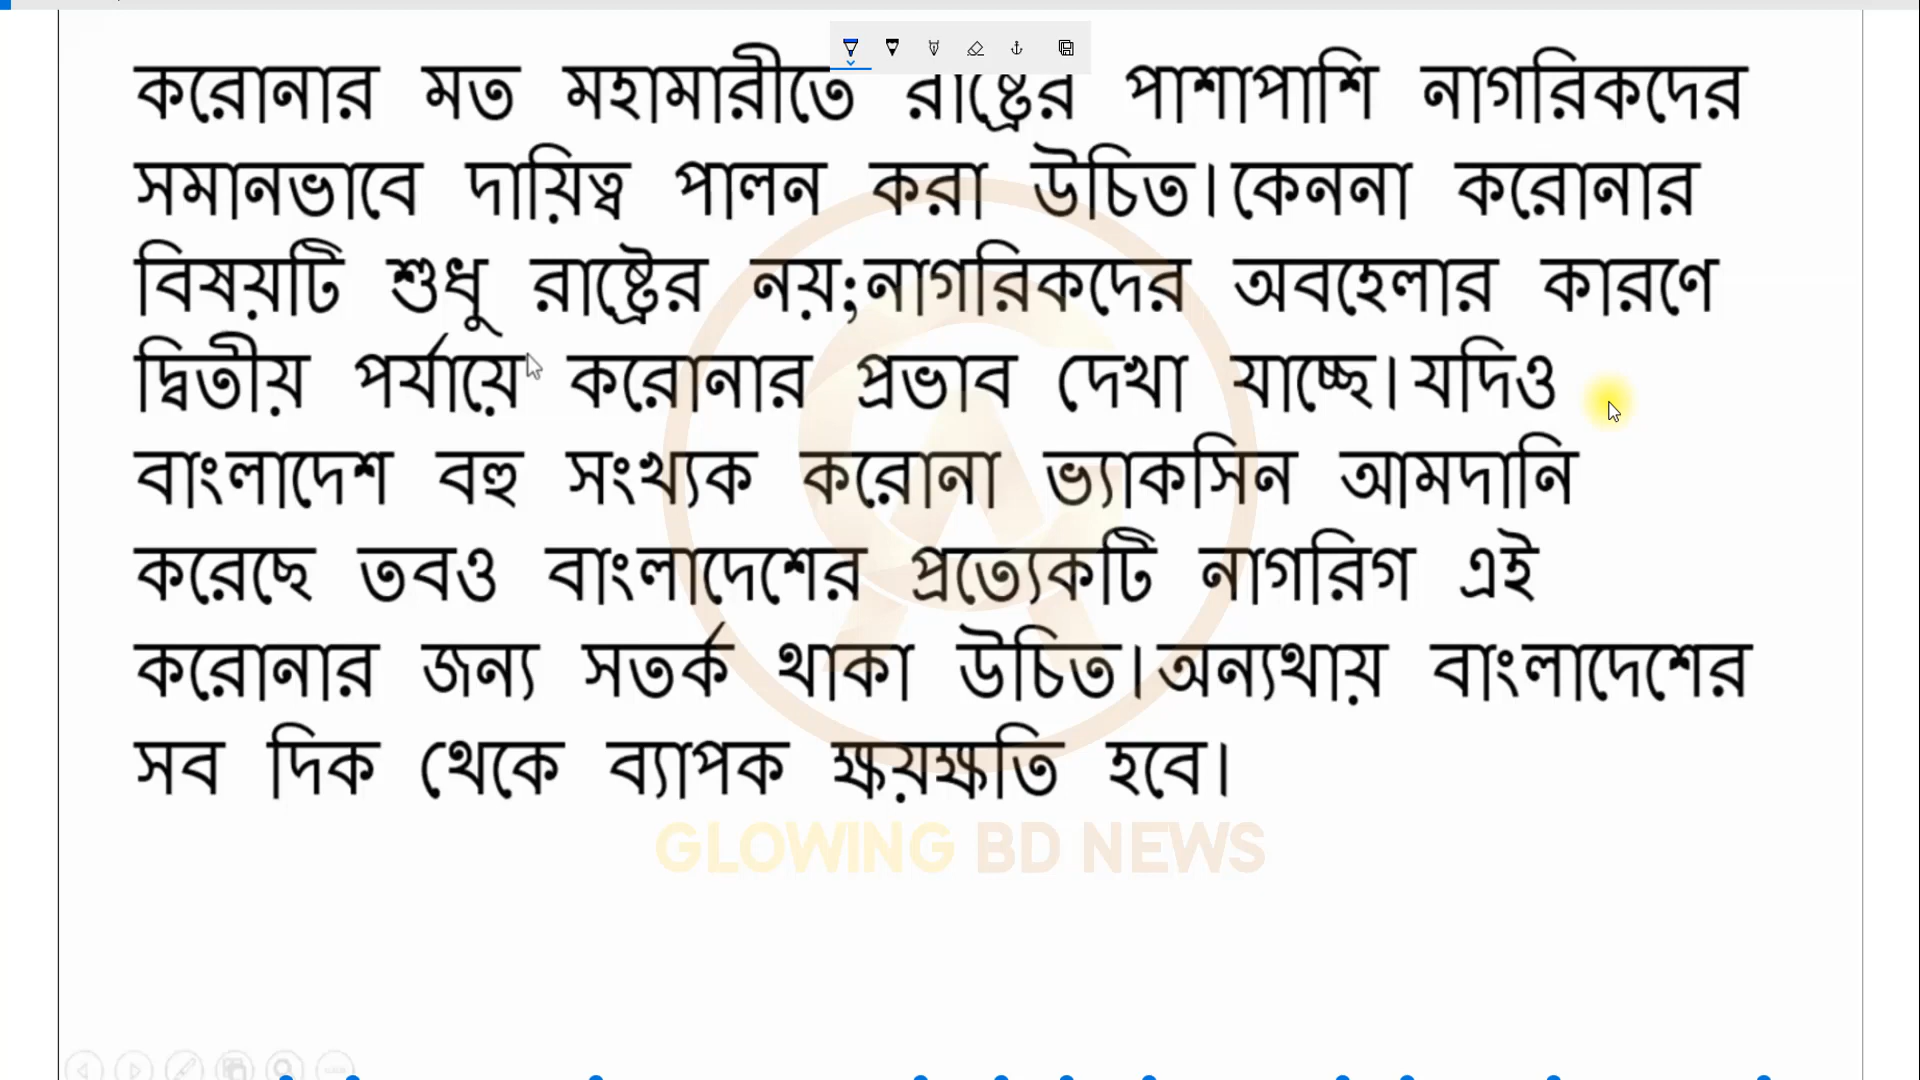 করোনার মত মহামারীতে রাষ্ট্রের পাশাপাশি নাগরিকদের
সমানভাবে দায়িত্ব পালন করা উচিত।কেননা করোনার
বিষয়টি শুধু রাষ্ট্রের নয়;নাগরিকদের অবহেলার কারণে
দ্বিতীয় পর্যায়ে করোনার প্রভাব দেখা যাচ্ছে।যদিও
বাংলাদেশ বহু সংখ্যক করোনা ভ্যাকসিন আমদানি
করেছে তবও বাংলাদেশের প্রত্যেকটি নাগরিগ এই
করোনার জন্য সতর্ক থাকা উচিত।অন্যথায় বাংলাদেশের
সব দিক থেকে ব্যাপক ক্ষয়ক্ষতি হবে।
GLOWING BD NEWS